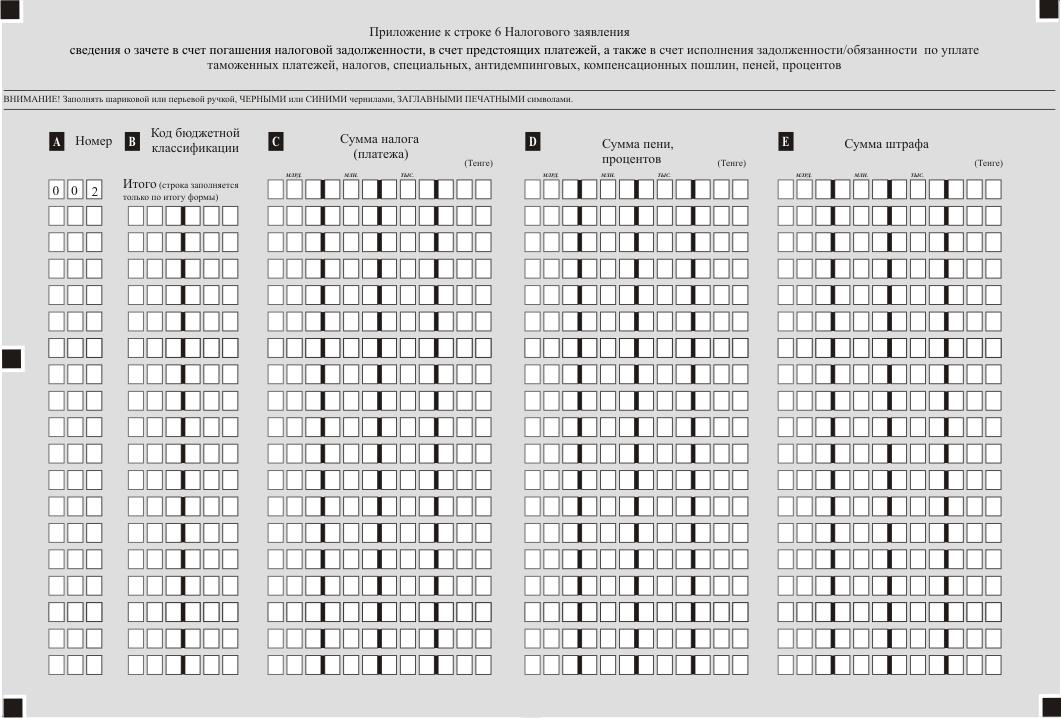 Приложение к строке 6 Налогового заявления
сведения о зачете в счет погашения налоговой задолженности, в счет предстоящих платежей, а также в счет исполнения задолженности/обязанности по уплате
таможенных платежей, налогов, специальных, антидемпинговых, компенсационных пошлин, пеней, процентов
ВНИМАНИЕ! Заполнять шариковой или перьевой ручкой, ЧЕРНЫМИ или СИНИМИ чернилами, ЗАГЛАВНЫМИ ПЕЧАТНЫМИ символами.
A Номер
B Код бюджетной
классификации
C Сумма налога
(платежа)
(Тенге)
D Сумма пени,
процентов
(Тенге)
E Сумма штрафа
(Тенге)
млрд. млн. тыс. млрд. млн. тыс. млрд. млн. тыс.
0 0 2 Итого (строка заполняется
только по итогу формы)